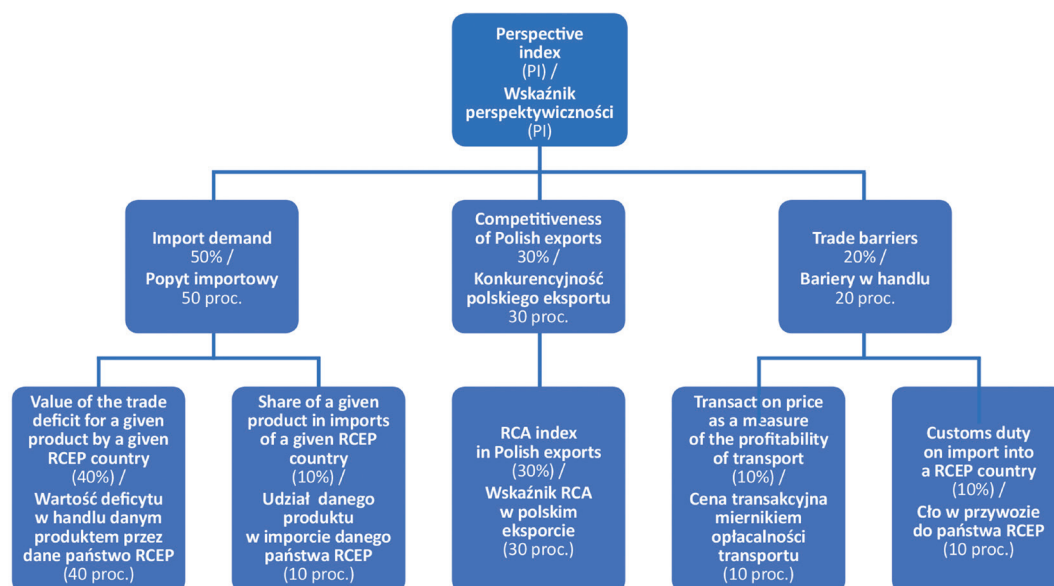 Perspective
index
(PI) /
Wskaźnik
perspektywiczności
(PI)
Import demand
50% /
Popyt importowy
50 proc.
Competitiveness
of Polish exports
30% /
Konkurencyjność
polskiego eksportu
30 proc.
Trade barriers
20% /
Bariery w handlu
20 proc.
Value of the trade
deficit for a given
product by a given
RCEP country
(40%) /
Wartość deficytu
w handlu danym
produktem przez
dane państwo RCEP
(40 proc.)
Share of a given
product in imports
of a given RCEP
country
(10%) /
Udział danego
produktu
w imporcie danego
państwa RCEP
(10 proc.)
RCA index
in Polish exports
(30%) /
Wskaźnik RCA
w polskim
eksporcie
(30 proc.)
Transaction price
as a measure
of the profitability
of transport
(10%) /
Cena transakcyjna
miernikiem
opłacalności
transportu
(10 proc.)
Customs duty
on import into
a RCEP country
(10%) /
Cło w przywozie
do państwa RCEP
(10 proc.)